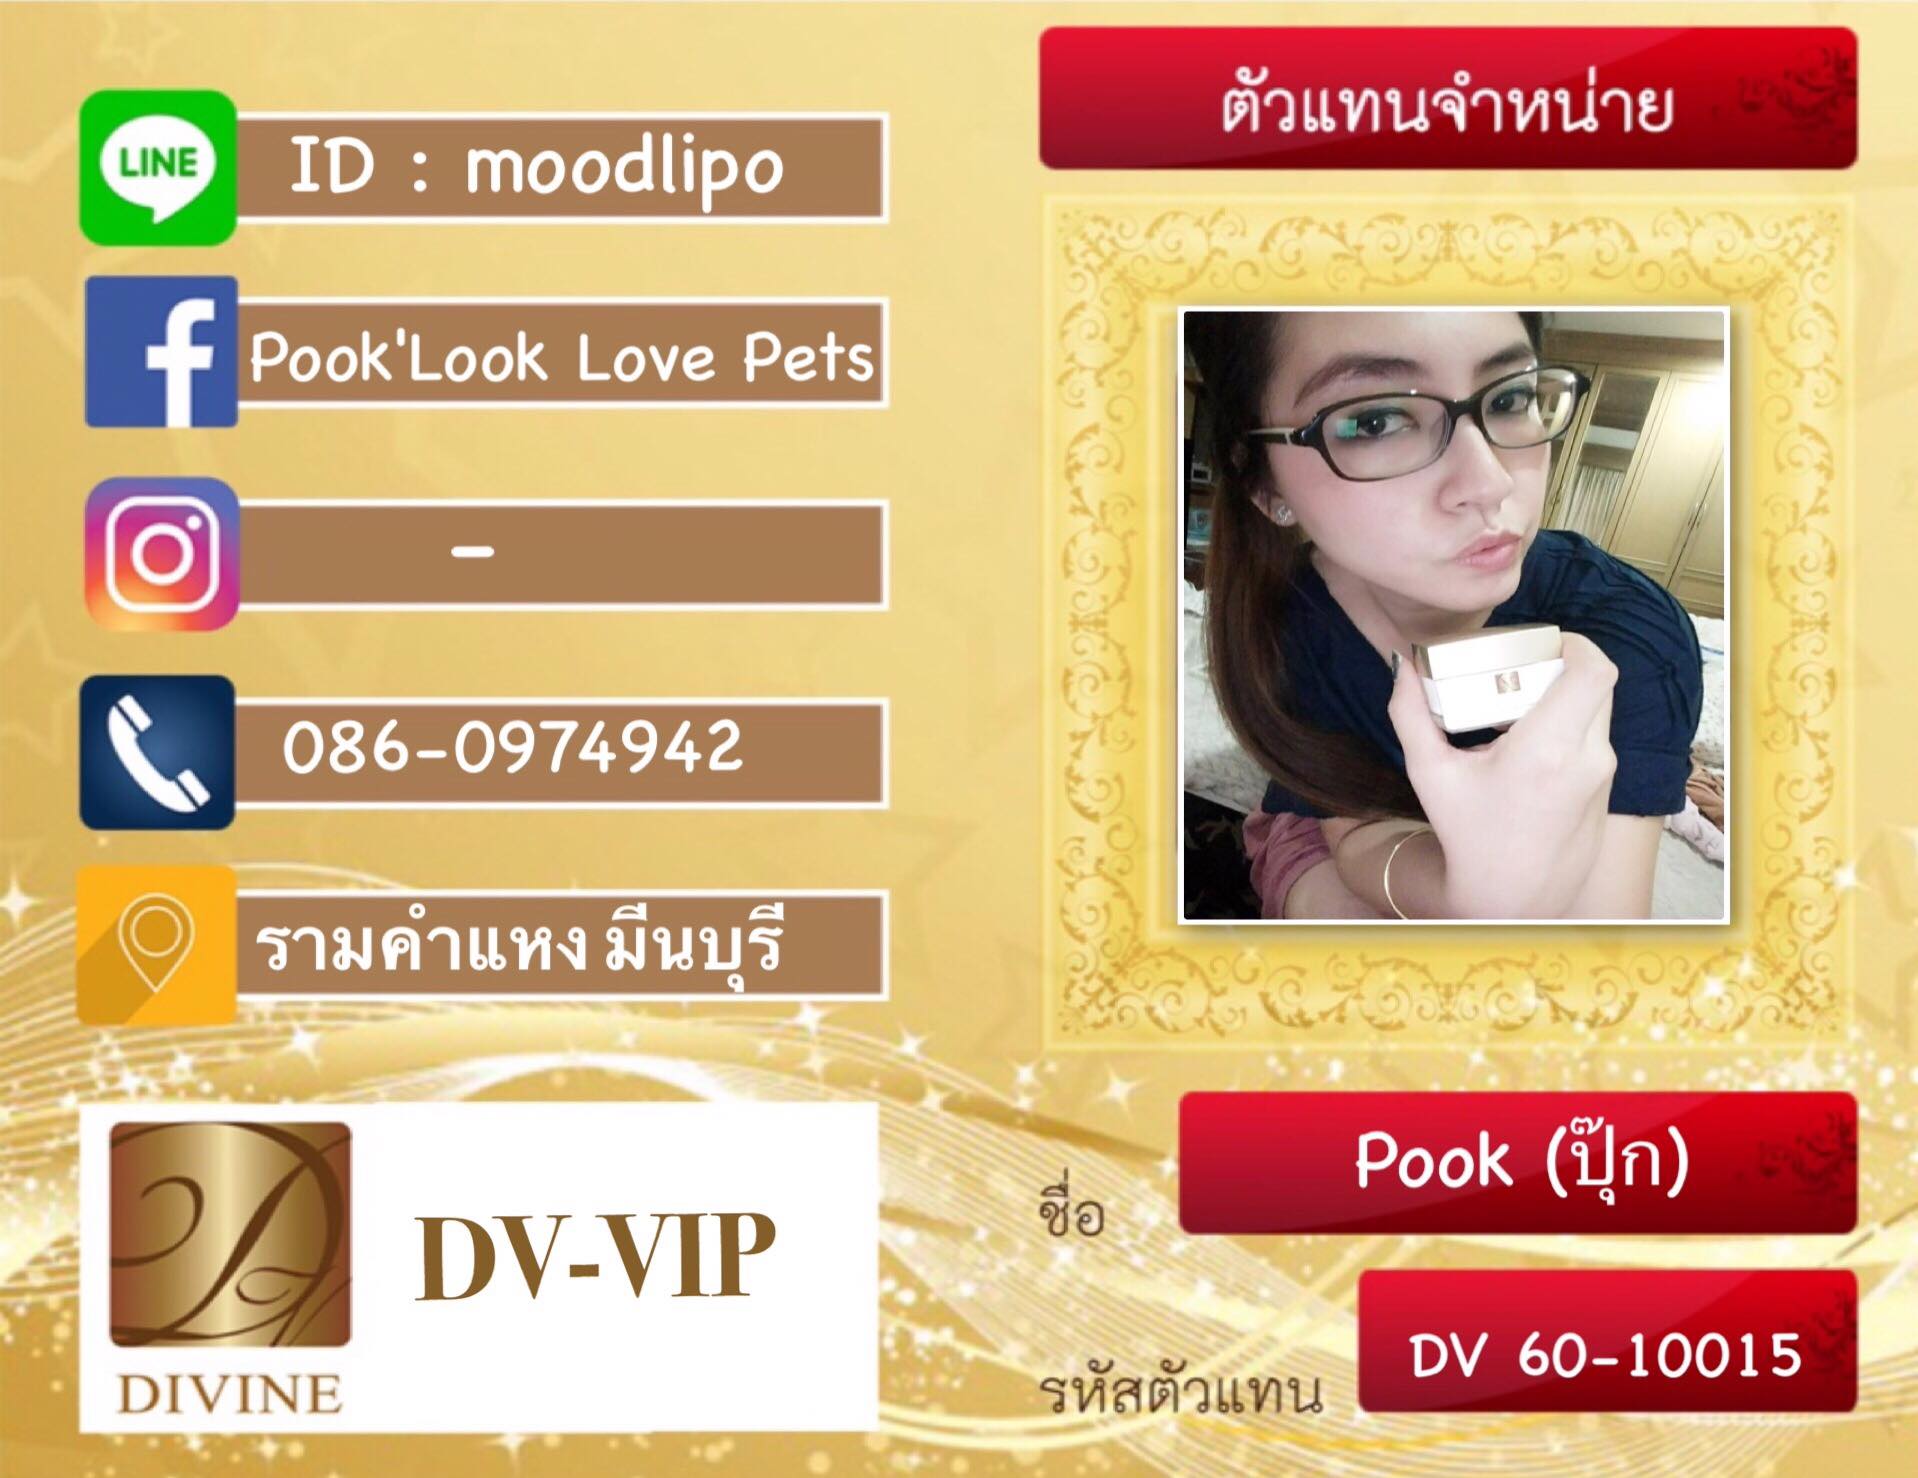 LINE
ID : moodlipo
Pook'Look Love Pets
-
086-0974942
รามคำแหง มีนบุรี
DIVINE
DV-VIP
ตัวแทนจำหน่าย
ชื่อ
Pook (ปุ๊ก)
รหัสตัวแทน
DV 60-10015